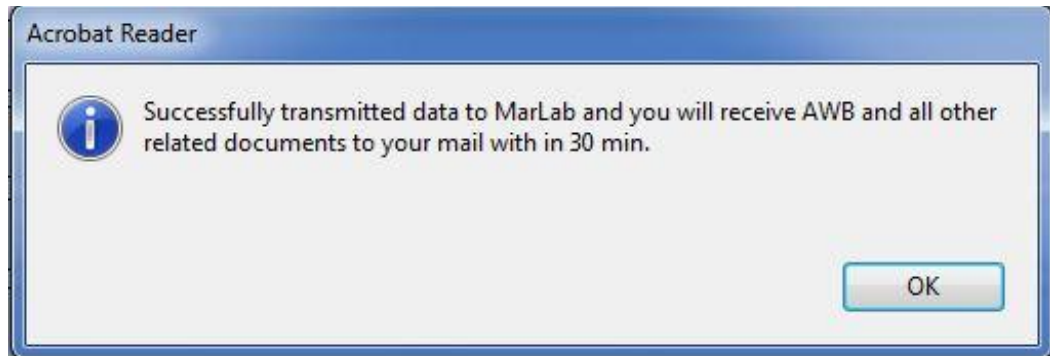 Acrobat Reader
Successfully transmitted data to MarLab and you will receive AWB and all other
related documents to your mail with in 30 min.
OK